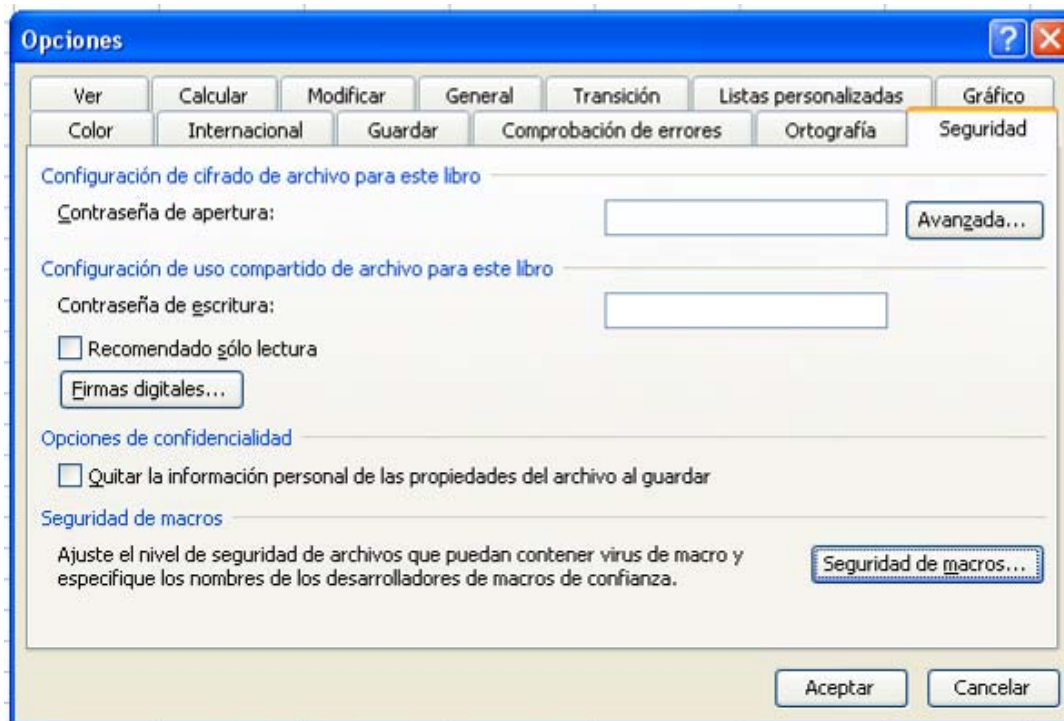 Opciones
Ver Calcular Modificar General Transición Listas personalizadas Gráfico
Color Internacional Guardar Comprobación de errores Ortografía Seguridad
Configuración de cifrado de archivo para este libro
Contraseña de apertura: Avanzada...
Configuración de uso compartido de archivo para este libro
Contraseña de escritura:
Recomendado sólo lectura
Firmas digitales...
Opciones de confidencialidad
Quitar la información personal de las propiedades del archivo al guardar
Seguridad de macros
Ajuste el nivel de seguridad de archivos que puedan contener virus de macro y
especifique los nombres de los desarrolladores de macros de confianza.
Seguridad de macros...
Aceptar Cancelar